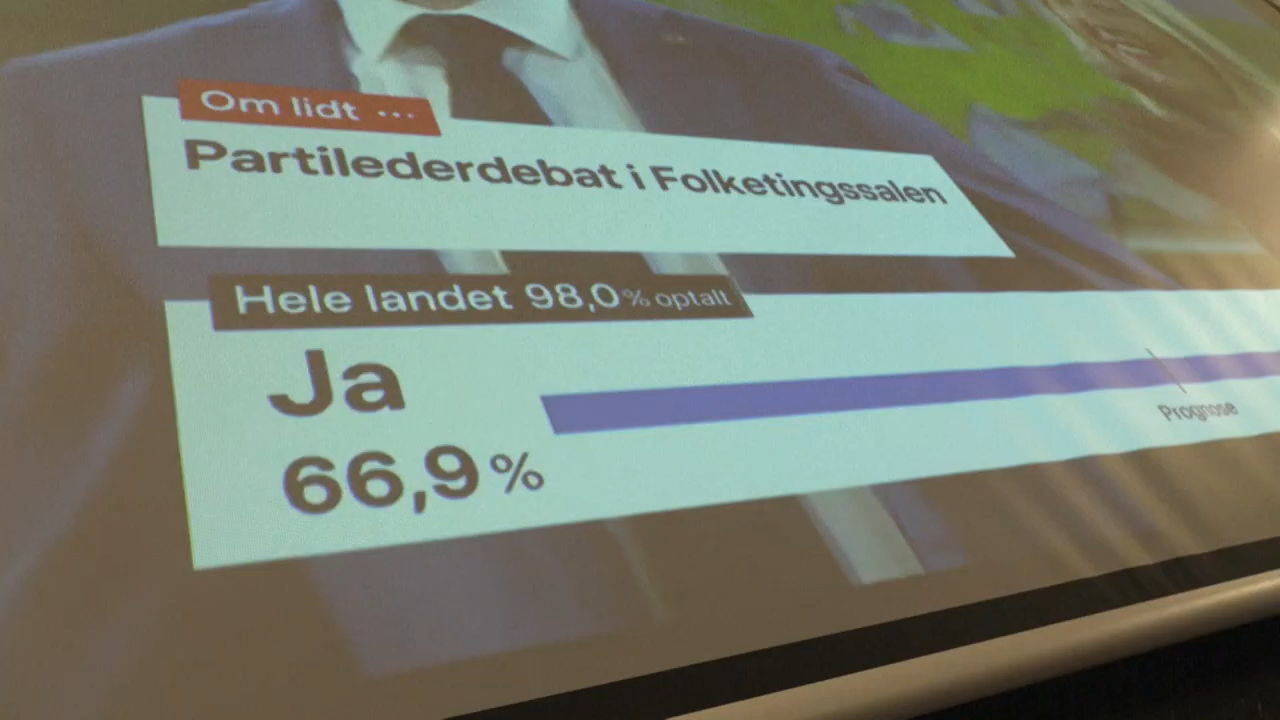 Om lidt ...
Partilederdebat i Folketingssalen
Hele landet 98,0 % optalt
Ja
66,9 %
Prognose